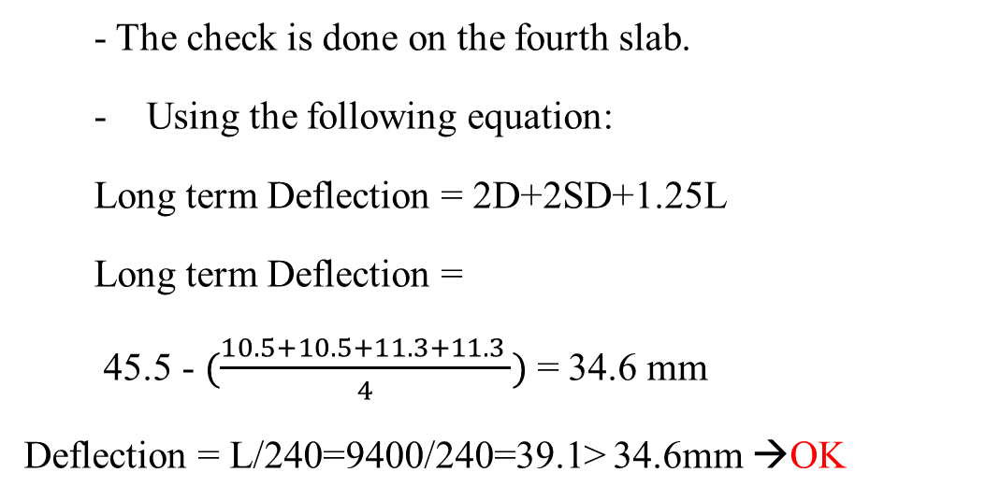 - The check is done on the fourth slab.
- Using the following equation:
Long term Deflection = 2D+2SD+1.25L
Long term Deflection =
45.5 - (\frac{10.5+10.5+11.3+11.3}{4}) = 34.6 mm
Deflection = L/240=9400/240=39.1> 34.6mm →OK